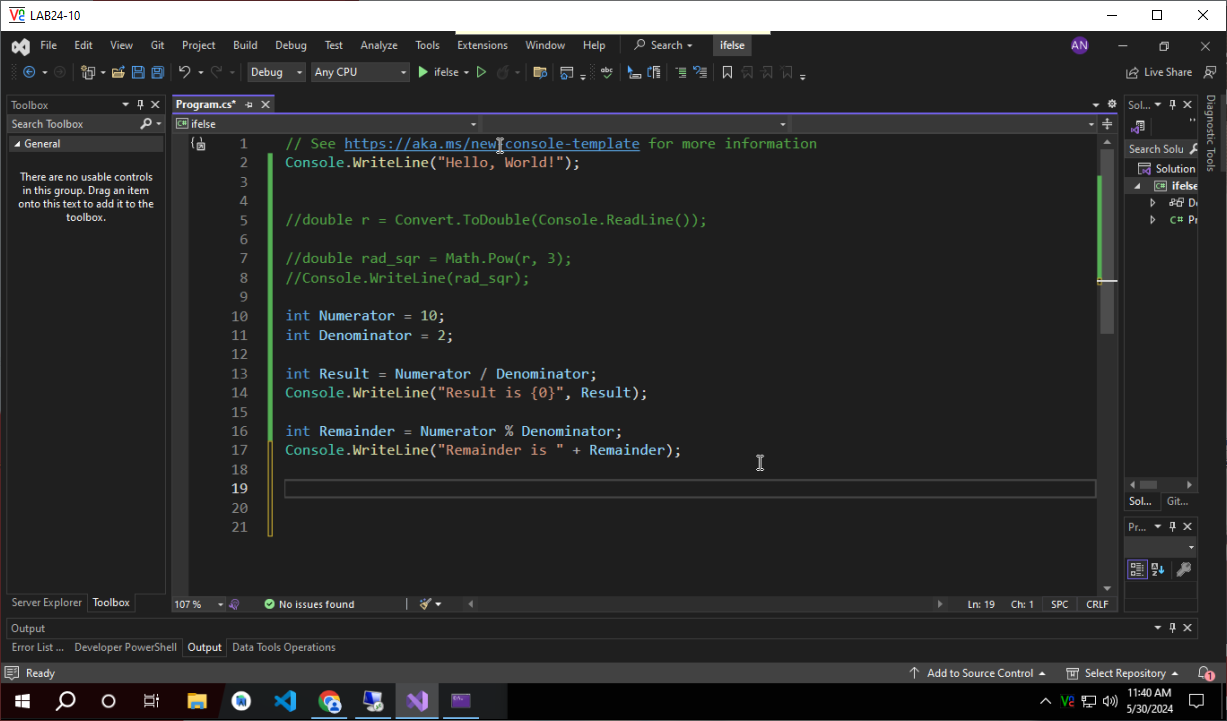 LAB24-10
File Edit View Git Project Build Debug Test Analyze Tools Extensions Window Help Search ifelse AN
Debug Any CPU ifelse Live Share
Toolbox
Search Toolbox
General
There are no usable controls
in this group. Drag an item
onto this text to add it to the
toolbox.
Server Explorer Toolbox
Program.cs*
ifelse
1 // See https://aka.ms/new-console-template for more information
2 Console.WriteLine("Hello, World!");
3
4
5 //double r = Convert.ToDouble(Console.ReadLine());
6
7 //double rad_sqr = Math.Pow(r, 3);
8 //Console.WriteLine(rad_sqr);
9
10 int Numerator = 10;
11 int Denominator = 2;
12
13 int Result = Numerator / Denominator;
14 Console.WriteLine("Result is {0}", Result);
15
16 int Remainder = Numerator % Denominator;
17 Console.WriteLine("Remainder is " + Remainder);
18
19
20
21
107 % No issues found Ln: 19 Ch: 1 SPC CRLF
Sol...
Search Solu
Solution
ifelse
D
C# Pr
Sol... Git...
Pr...
Diagnostic Tools
Output
Error List ... Developer PowerShell Output Data Tools Operations
Ready Add to Source Control Select Repository 1
11:40 AM
5/30/2024